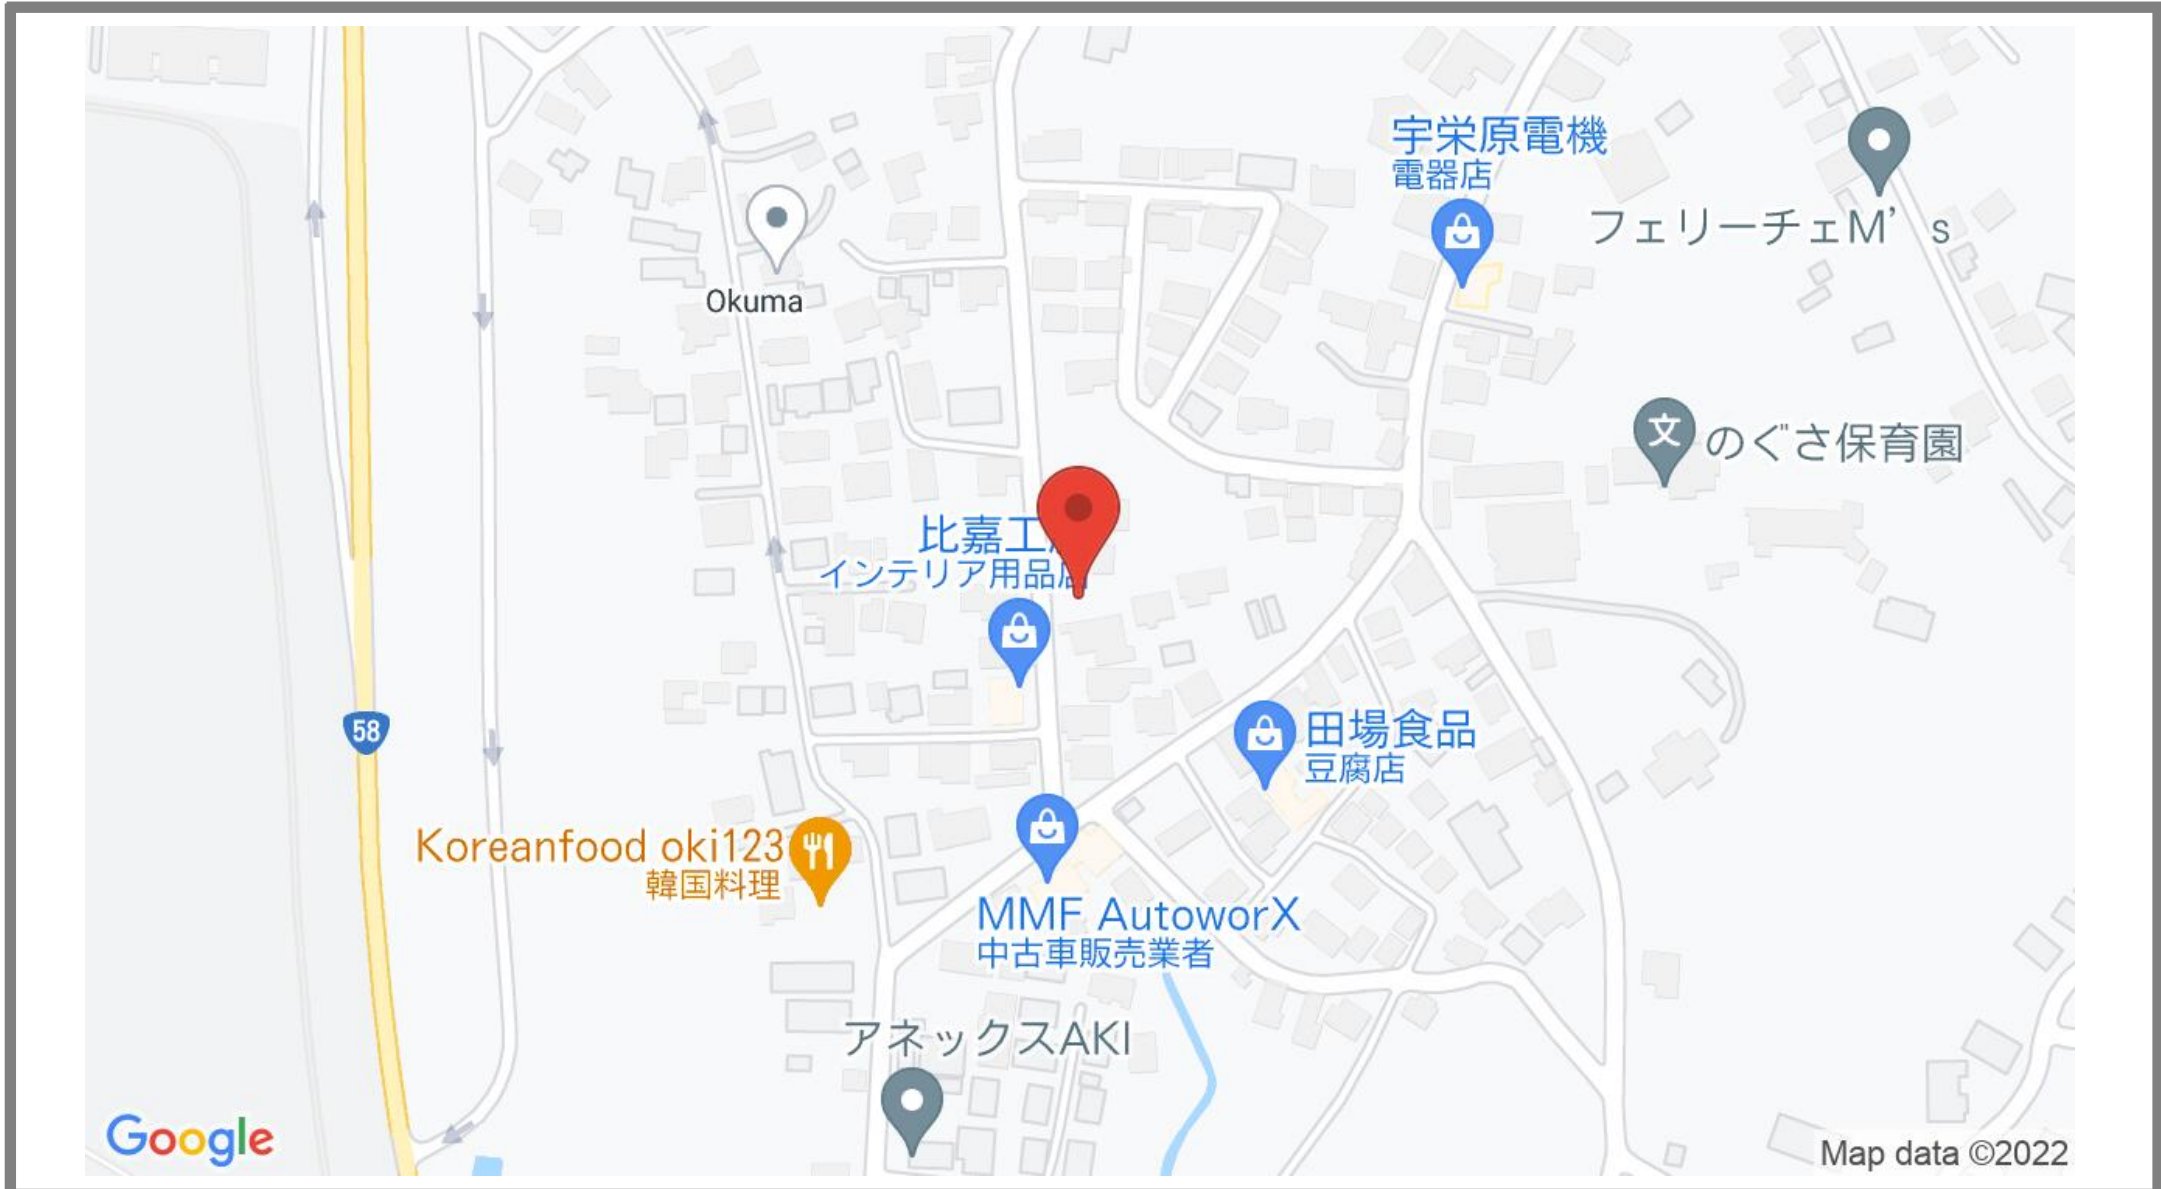 宇栄原電機
電器店
フェリーチェM’s
Okuma
のぐさ保育園
比嘉工
インテリア用品店
58
田場食品
豆腐店
Koreanfood oki123
韓国料理
MMF AutoworX
中古車販売業者
アネックスAKI
Google
Map data ©2022
文